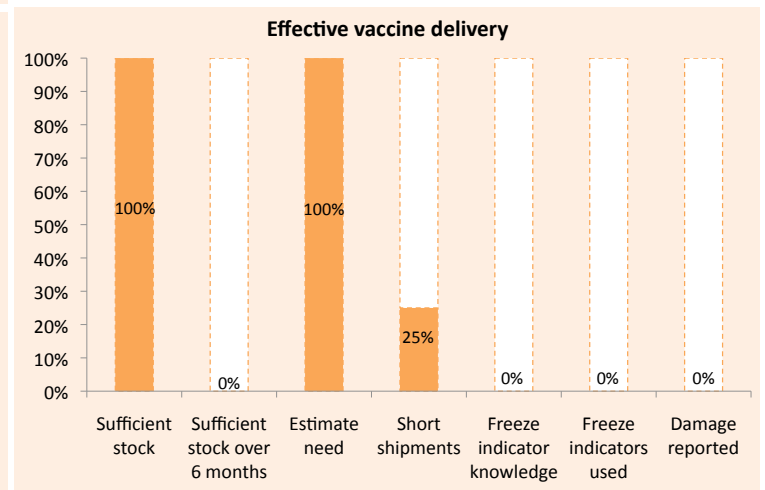 Effective vaccine delivery
100%
90%
80%
70%
60%
50%
40%
30%
20%
10%
0%
100%
0%
100%
25%
0%
0%
0%
Sufficient
stock
Sufficient
stock over
6 months
Estimate
need
Short
shipments
Freeze
indicator
knowledge
Freeze
indicators
used
Damage
reported